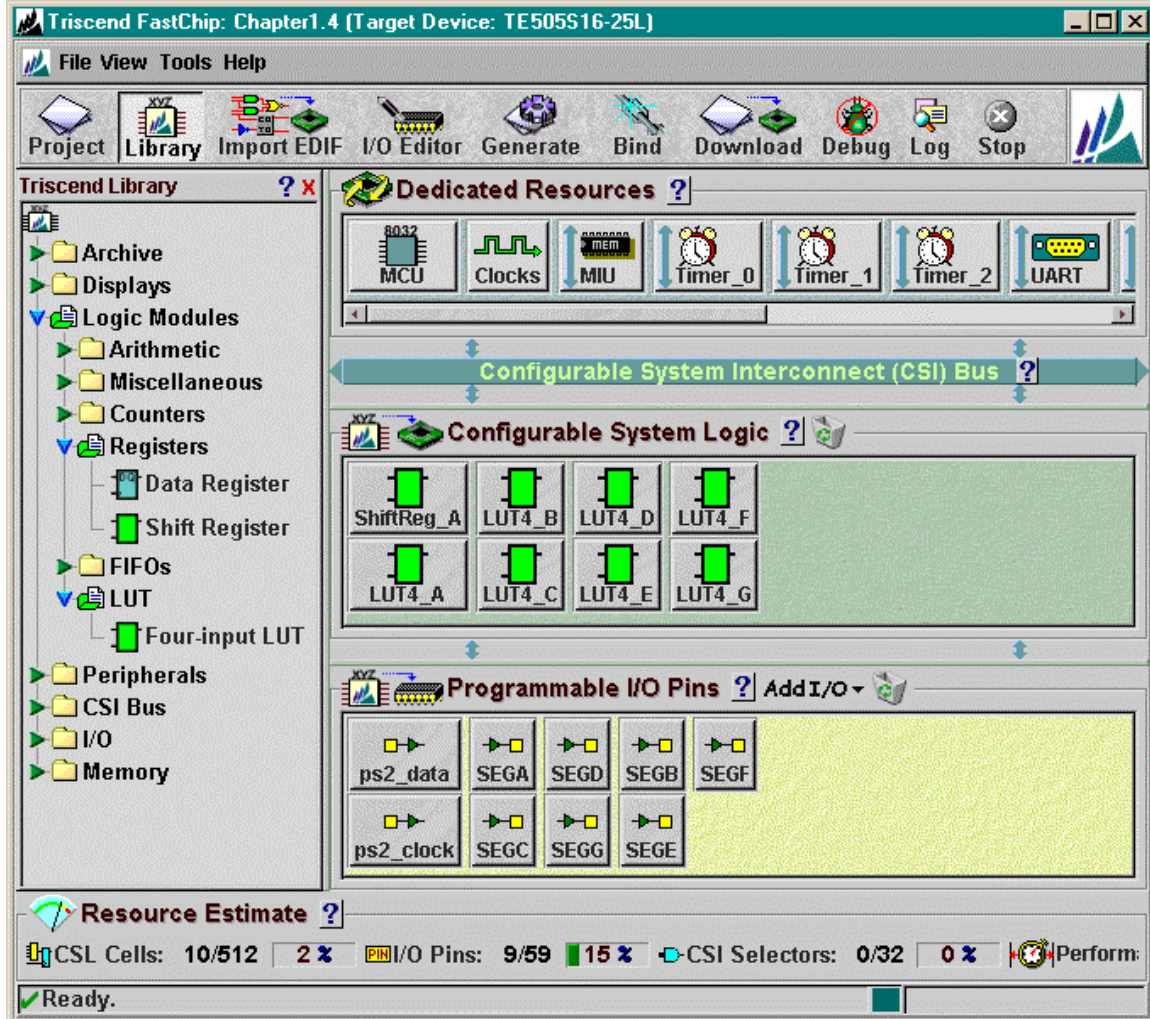 Triscend FastChip: Chapter1.4 (Target Device: TE505S16-25L)
File View Tools Help
Project Library Import EDIF I/O Editor Generate Bind Download Debug Log Stop
Triscend Library ? X
Archive
Displays
Logic Modules
Arithmetic
Miscellaneous
Counters
Registers
Data Register
Shift Register
FIFOs
LUT
Four-input LUT
Peripherals
CSI Bus
I/O
Memory
Dedicated Resources ?
8032
MCU Clocks MIU Timer_0 Timer_1 Timer_2 UART
mem
Configurable System Interconnect (CSI) Bus ?
XYZ Configurable System Logic ?
ShiftReg_A LUT4_B LUT4_D LUT4_F
LUT4_A LUT4_C LUT4_E LUT4_G
XYZ Programmable I/O Pins ? Add I/O
ps2_data SEGA SEGD SEGB SEGF
ps2_clock SEGC SEGG SEGE
Resource Estimate ?
CSL Cells: 10/512 2 % PIN I/O Pins: 9/59 15 % CSI Selectors: 0/32 0 % Perform
Ready.